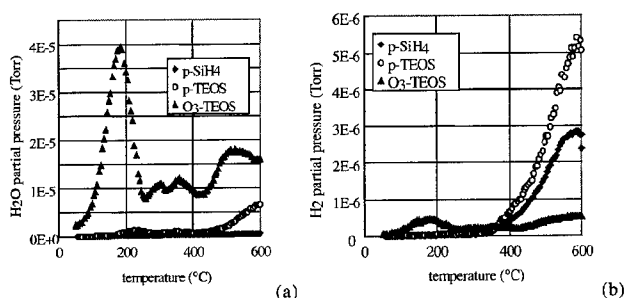 H2O partial pressure (Torr)
4E-5
3E-5
2E-5
1E-5
0E+0
p-SiH4
p-TEOS
O3-TEOS
0
200
400
600
temperature (°C)
(a)
H2 partial pressure (Torr)
6E-6
5E-6
4E-6
3E-6
2E-6
1E-6
0
p-SiH4
p-TEOS
O3-TEOS
0
200
400
600
temperature (°C)
(b)